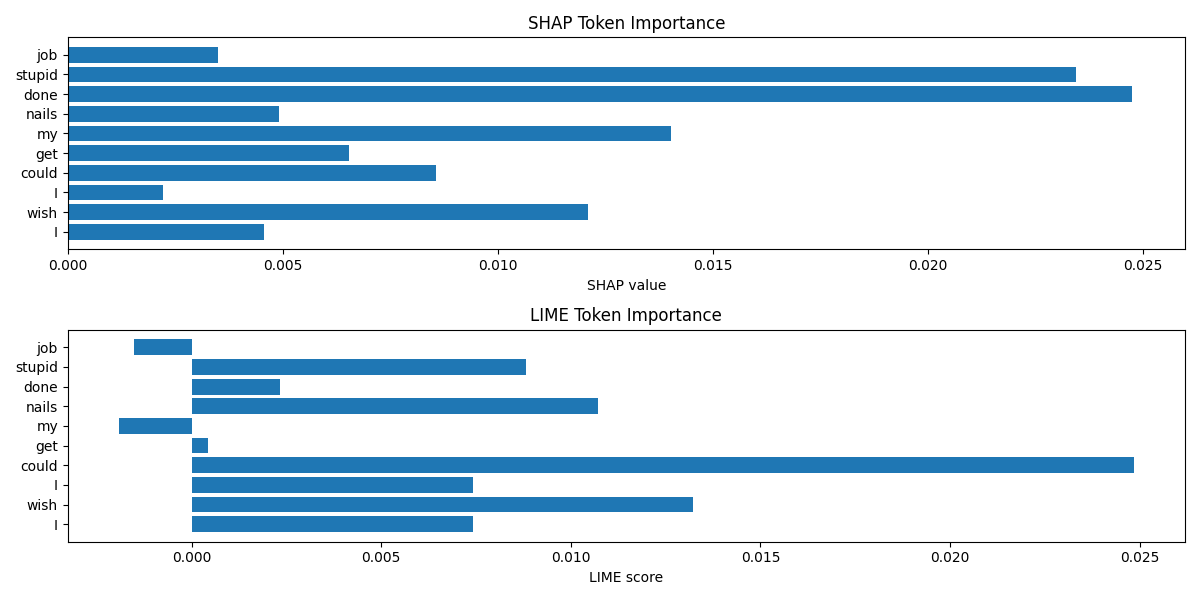 SHAP Token Importance
job
stupid
done
nails
my
get
could
I
wish
I
0.000 0.005 0.010 0.015 0.020 0.025
SHAP value
LIME Token Importance
job
stupid
done
nails
my
get
could
I
wish
I
0.000 0.005 0.010 0.015 0.020 0.025
LIME score